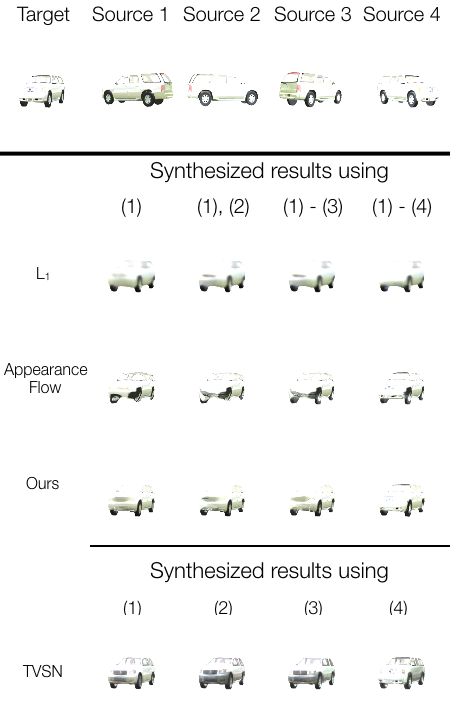 Target Source 1 Source 2 Source 3 Source 4
Synthesized results using
(1) (1), (2) (1) - (3) (1) - (4)
L₁
Appearance
Flow
Ours
Synthesized results using
(1) (2) (3) (4)
TVSN